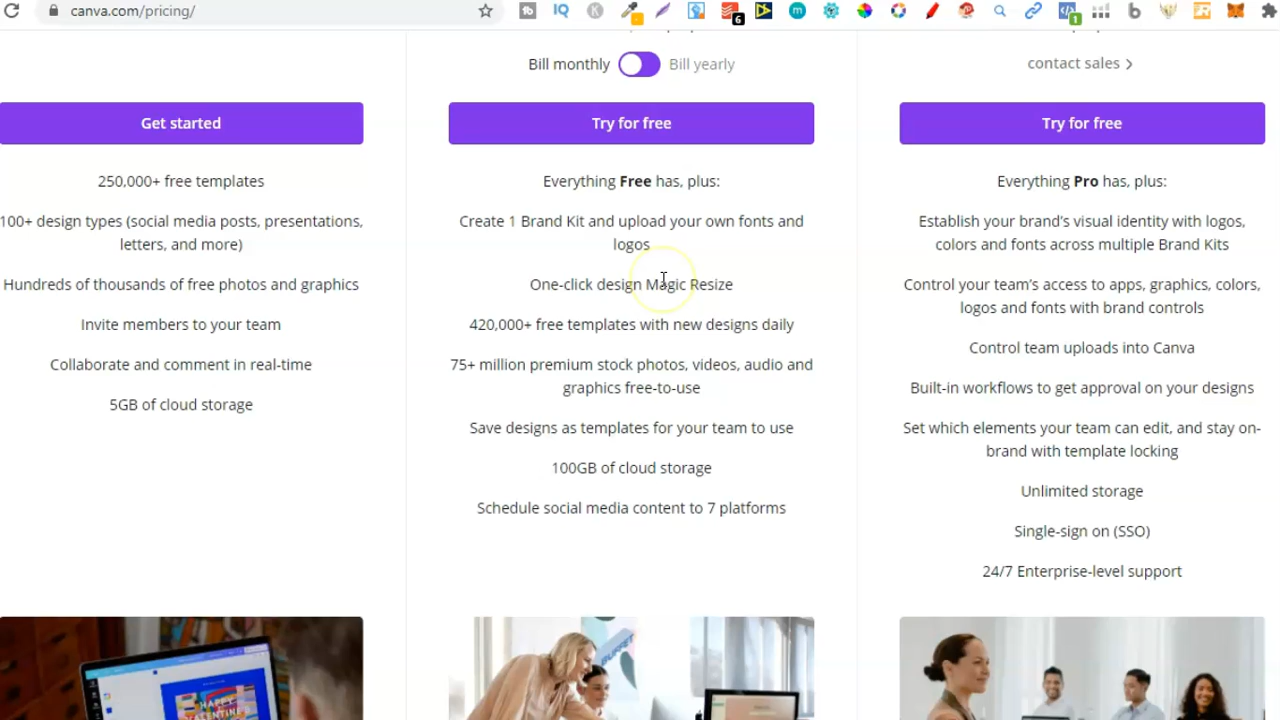 canva.com/pricing/
6
1
Bill monthly
Bill yearly
contact sales
Get started
250,000+ free templates
100+ design types (social media posts, presentations,
letters, and more)
Hundreds of thousands of free photos and graphics
Invite members to your team
Collaborate and comment in real-time
5GB of cloud storage
Try for free
Everything Free has, plus:
Create 1 Brand Kit and upload your own fonts and
logos
One-click design Magic Resize
420,000+ free templates with new designs daily
75+ million premium stock photos, videos, audio and
graphics free-to-use
Save designs as templates for your team to use
100GB of cloud storage
Schedule social media content to 7 platforms
Try for free
Everything Pro has, plus:
Establish your brand's visual identity with logos,
colors and fonts across multiple Brand Kits
Control your team's access to apps, graphics, colors,
logos and fonts with brand controls
Control team uploads into Canva
Built-in workflows to get approval on your designs
Set which elements your team can edit, and stay on-
brand with template locking
Unlimited storage
Single-sign on (SSO)
24/7 Enterprise-level support
HAPPY
BUFFET